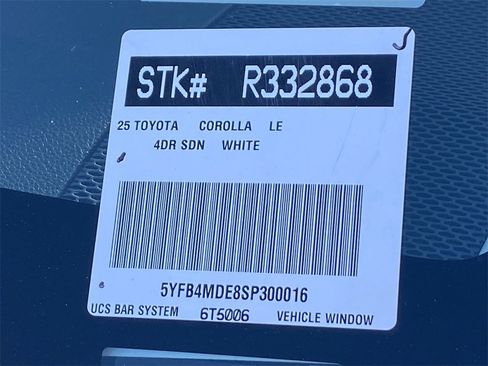 STK# R332868
25 TOYOTA COROLLA LE
4DR SDN WHITE
5YFB4MDE8SP300016
UCS BAR SYSTEM 6T5006 VEHICLE WINDOW